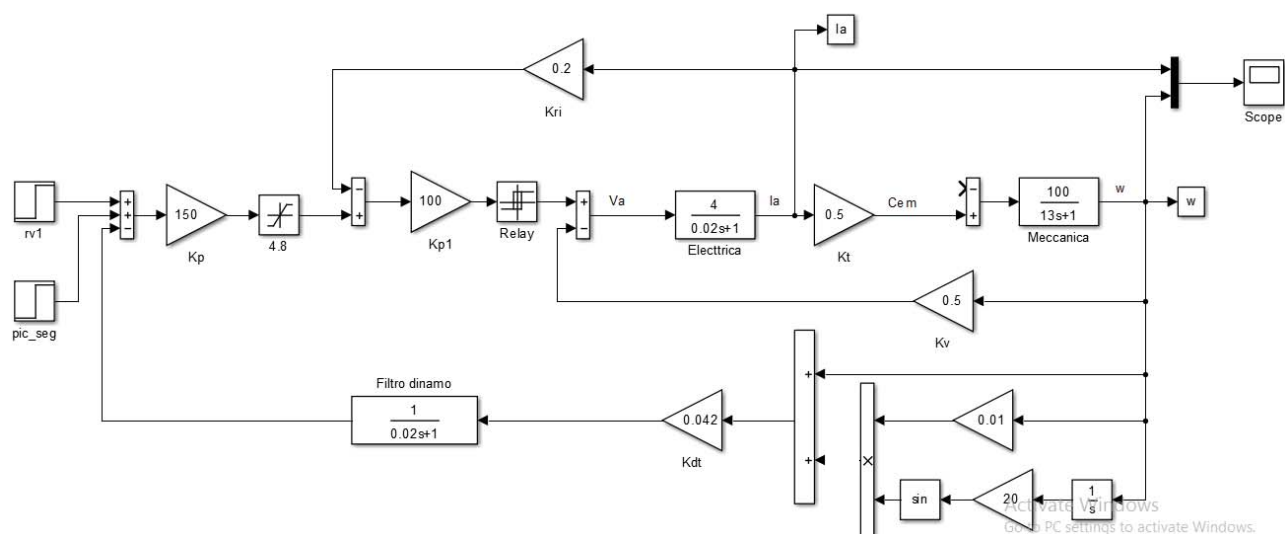 Ia
0.2
Kri
Scope
rv1
+
+
−
150
Kp
4.8
−
+
100
Kp1
Relay
+
−
Va
4
0.02s+1
Electtrica
Ia
0.5
Kt
Cem
−
+
100
13s+1
Meccanica
w
w
pic_seg
0.5
Kv
Filtro dinamo
1
0.02s+1
0.042
Kdt
+
+
×
0.01
sin
20
1
s
Activate Windows
Go to PC settings to activate Windows.